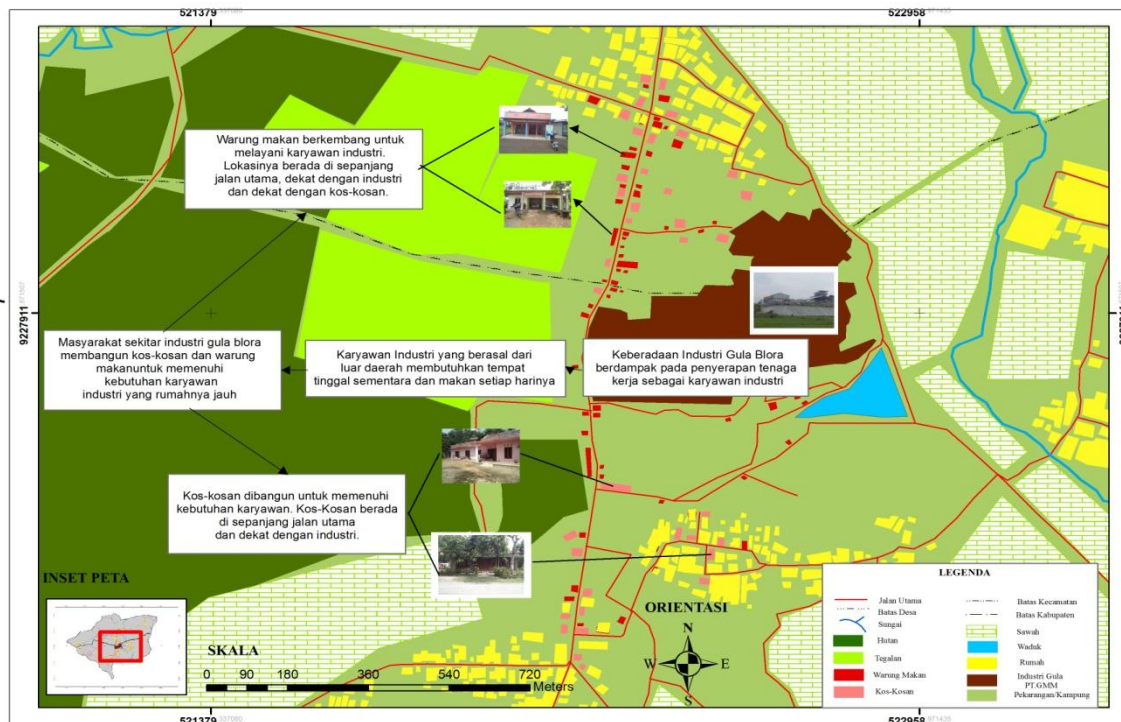 521379
522958
Warung makan berkembang untuk
melayani karyawan industri.
Lokasinya berada di sepanjang
jalan utama, dekat dengan industri
dan dekat dengan kos-kosan.
9227911
Masyarakat sekitar industri gula blora
membangun kos-kosan dan warung
makanuntuk memenuhi
kebutuhan karyawan
industri yang rumahnya jauh
Karyawan Industri yang berasal dari
luar daerah membutuhkan tempat
tinggal sementara dan makan setiap harinya
Keberadaan Industri Gula Blora
berdampak pada penyerapan tenaga
kerja sebagai karyawan industri
Kos-kosan dibangun untuk memenuhi
kebutuhan karyawan. Kos-Kosan berada
di sepanjang jalan utama
dan dekat dengan industri.
INSET PETA
SKALA
0 90 180 360 540 720
Meters
ORIENTASI
N
W E
S
LEGENDA
Jalan Utama
Batas Desa
Sungai
Hutan
Tegalan
Warung Makan
Kos-Kosan
Batas Kecamatan
Batas Kabupaten
Sawah
Waduk
Rumah
Industri Gula
PT.GMM
Pekarangan/Kampung
521379
522958